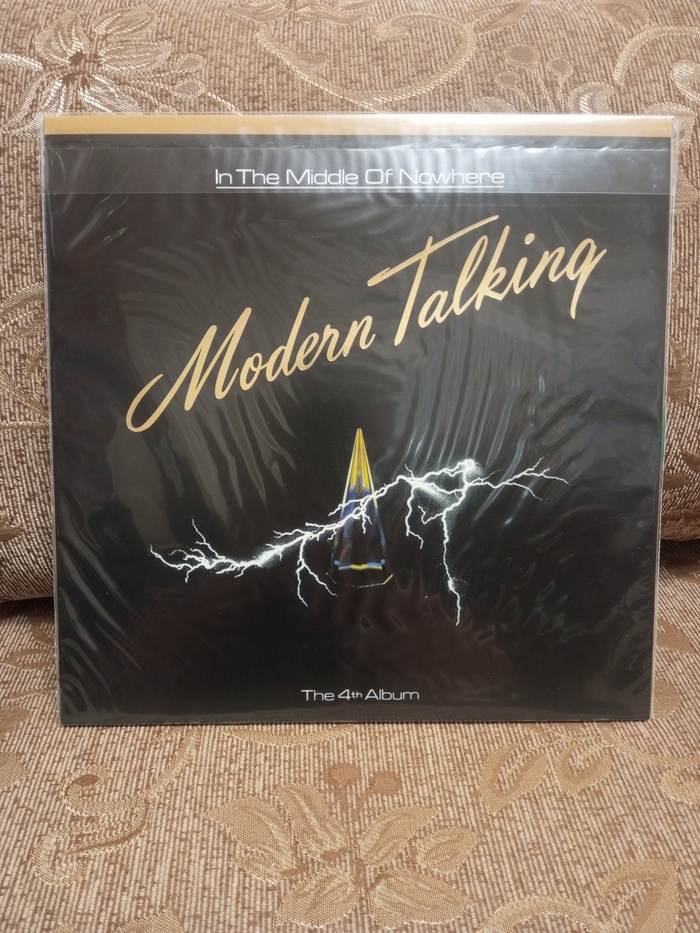 In The Middle Of Nowhere
Modern Talking
The 4th Album